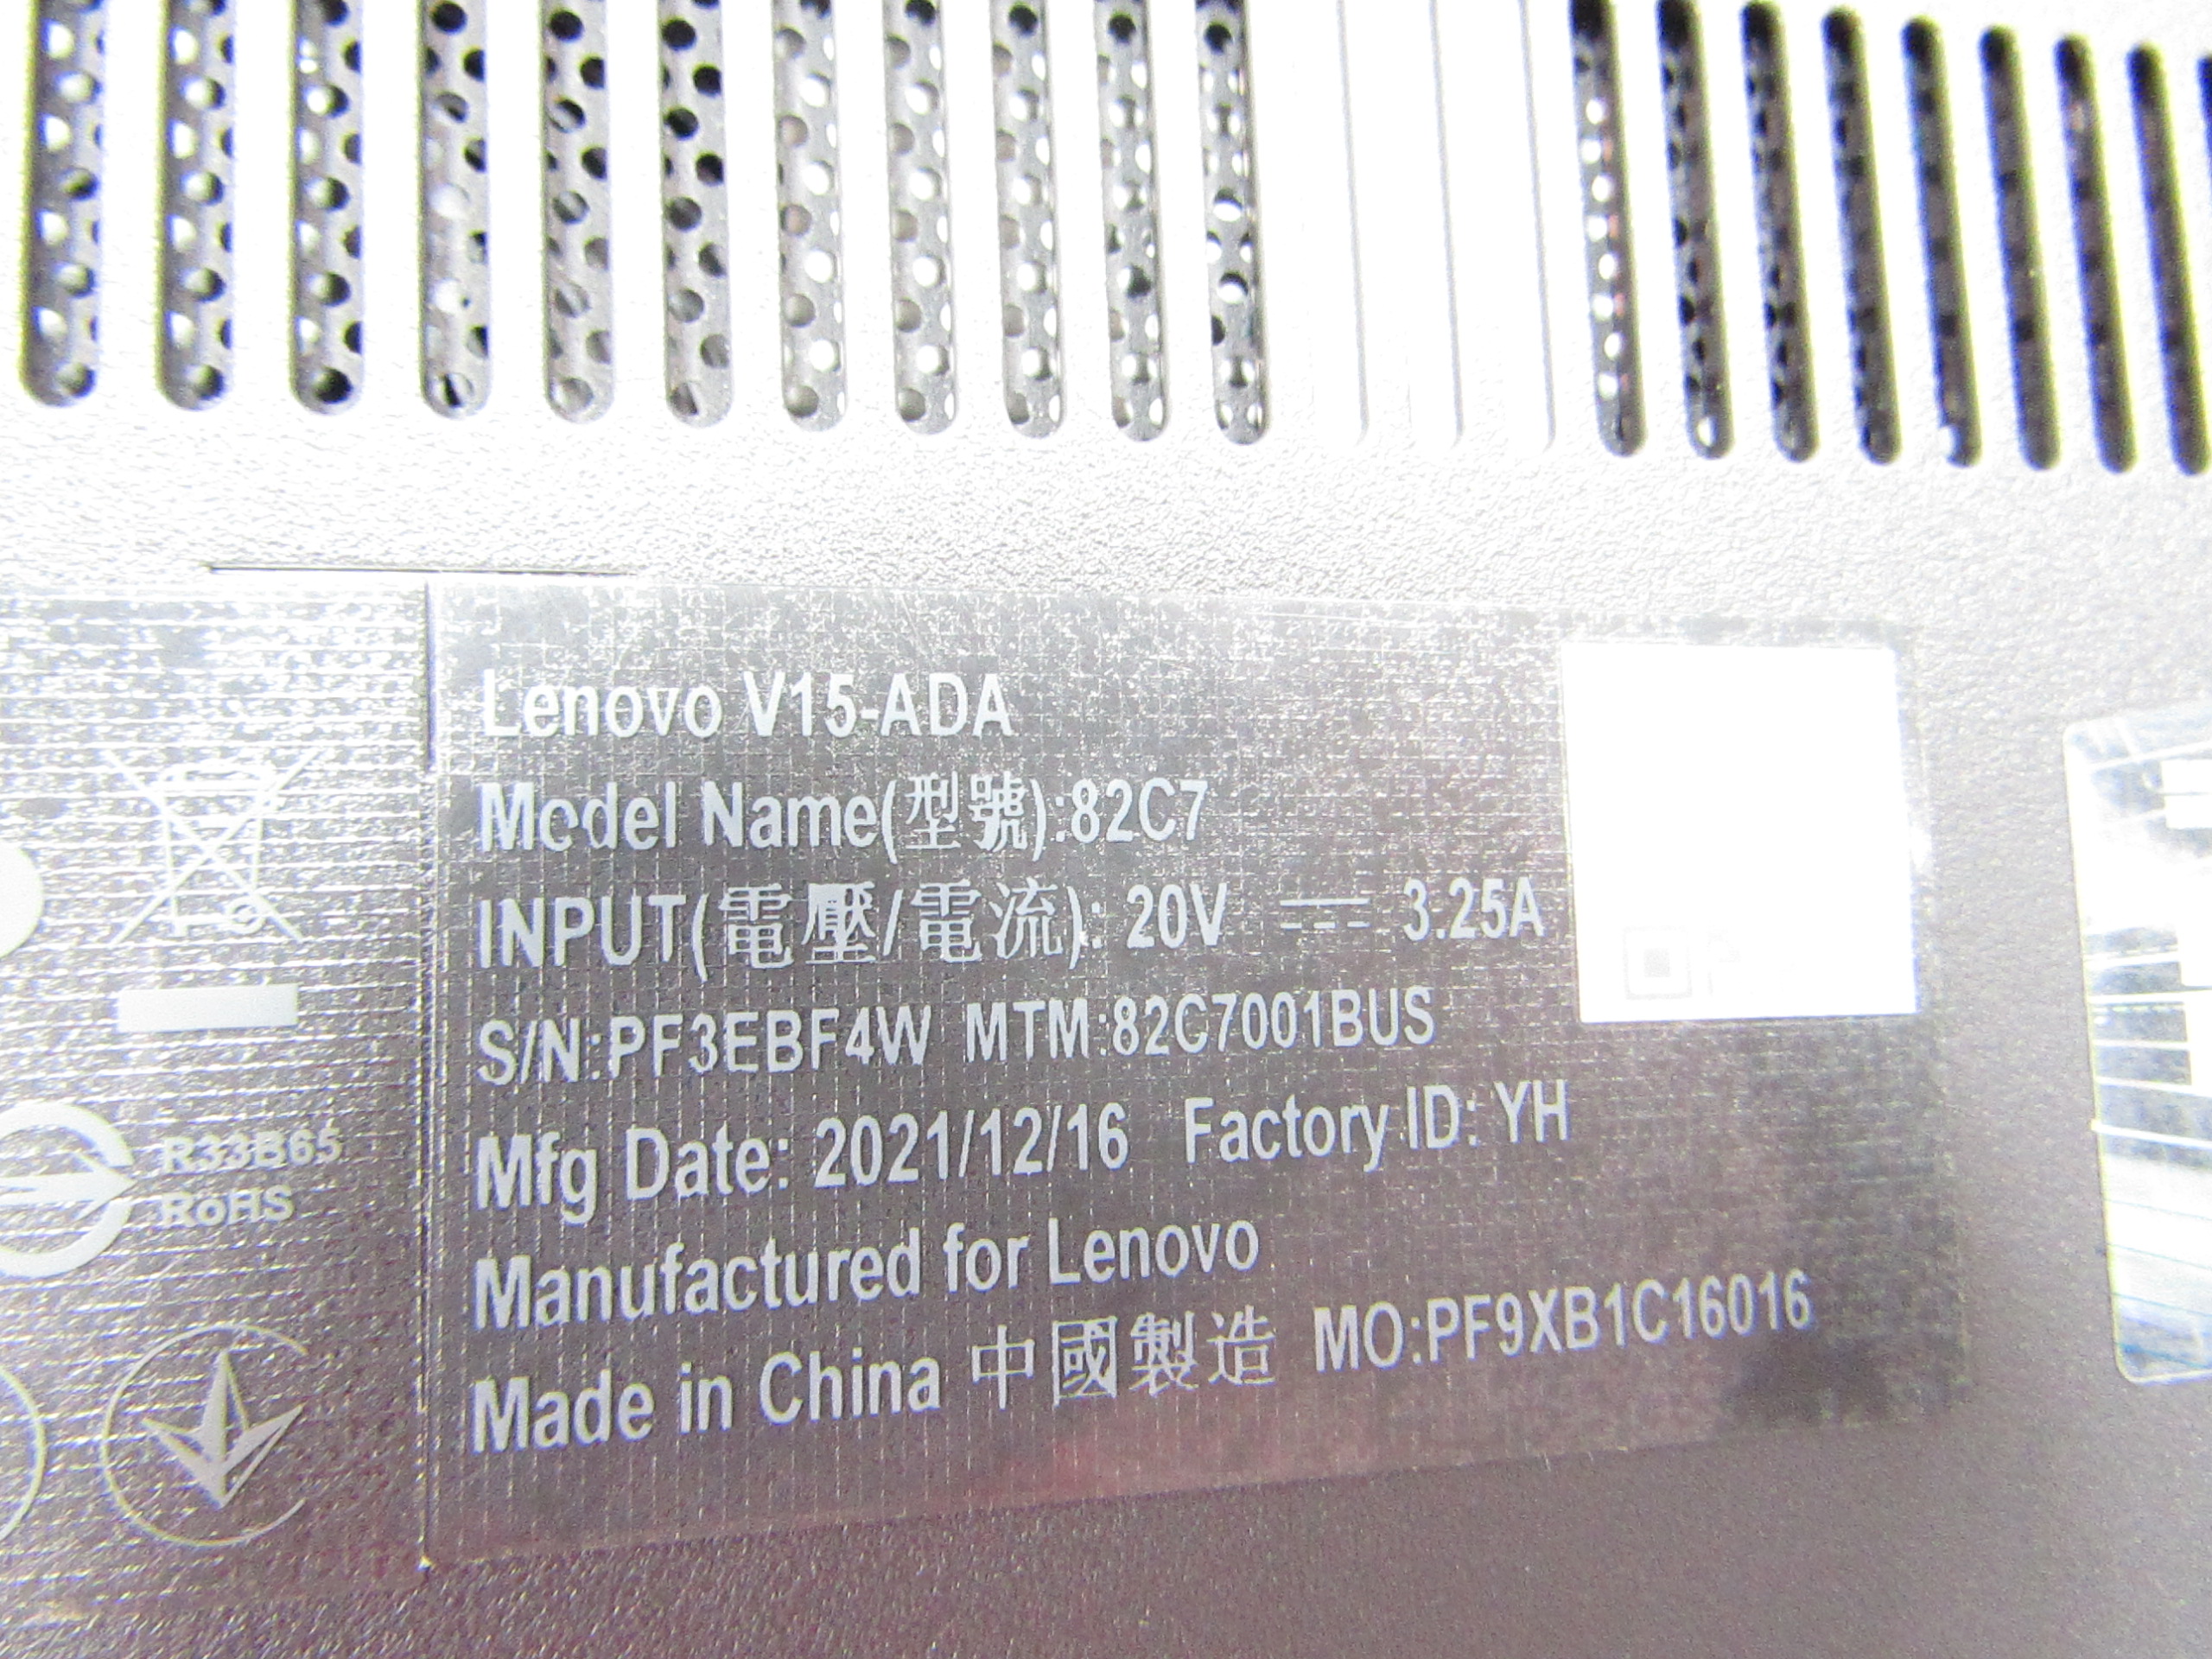 Lenovo V15-ADA
Model Name(型號):82C7
INPUT(電壓/電流): 20V ⎓ 3.25A
S/N:PF3EBF4W MTM:82C7001BUS
Mfg Date: 2021/12/16 Factory ID: YH
Manufactured for Lenovo
Made in China 中國製造 MO:PF9XB1C16016
R33B65
RoHS